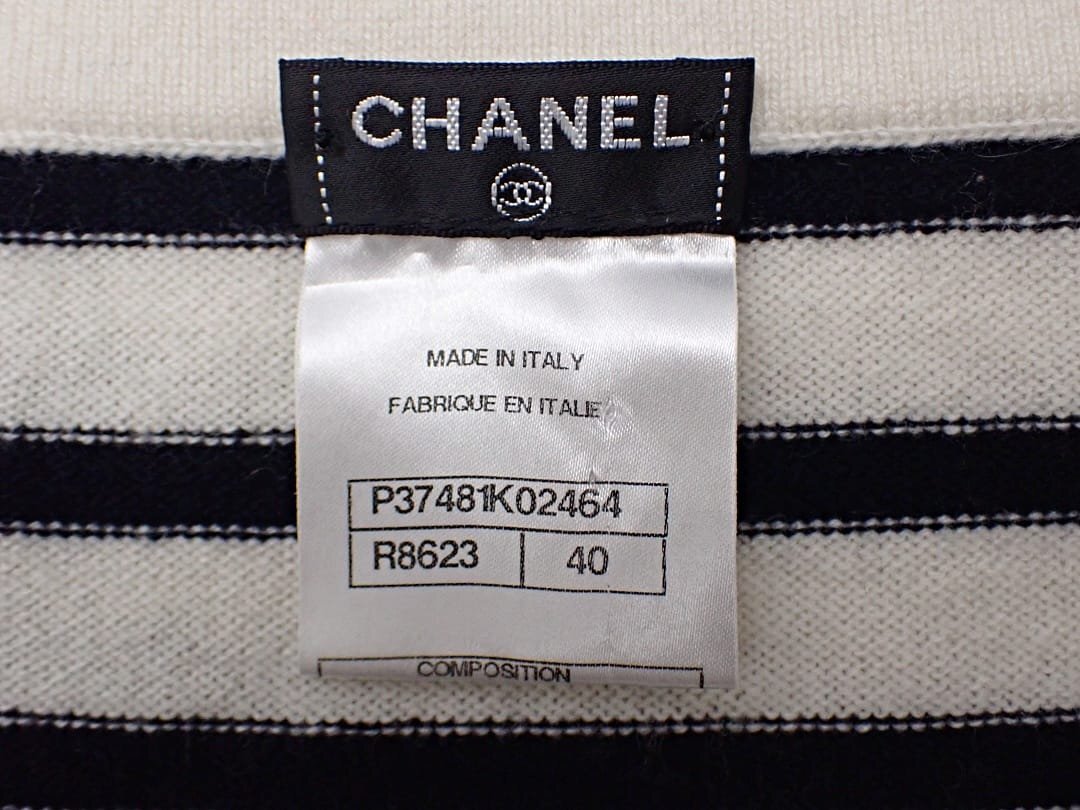 CHANEL
MADE IN ITALY
FABRIQUE EN ITALIE
P37481K02464
R8623 40
COMPOSITION